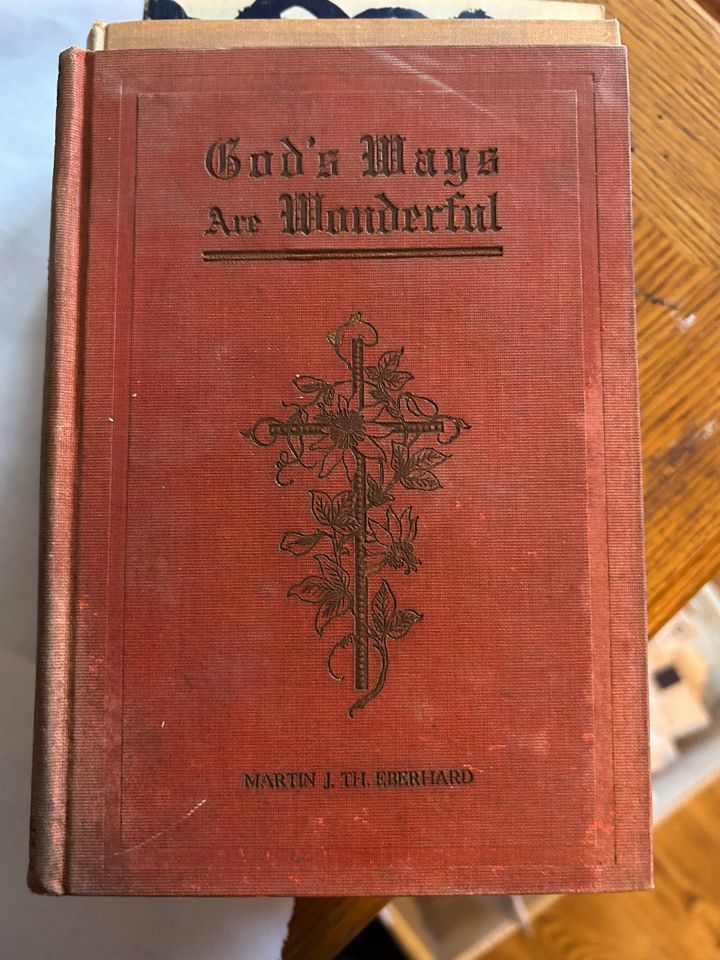 God's Ways
Are Wonderful
MARTIN J. TH. EBERHARD